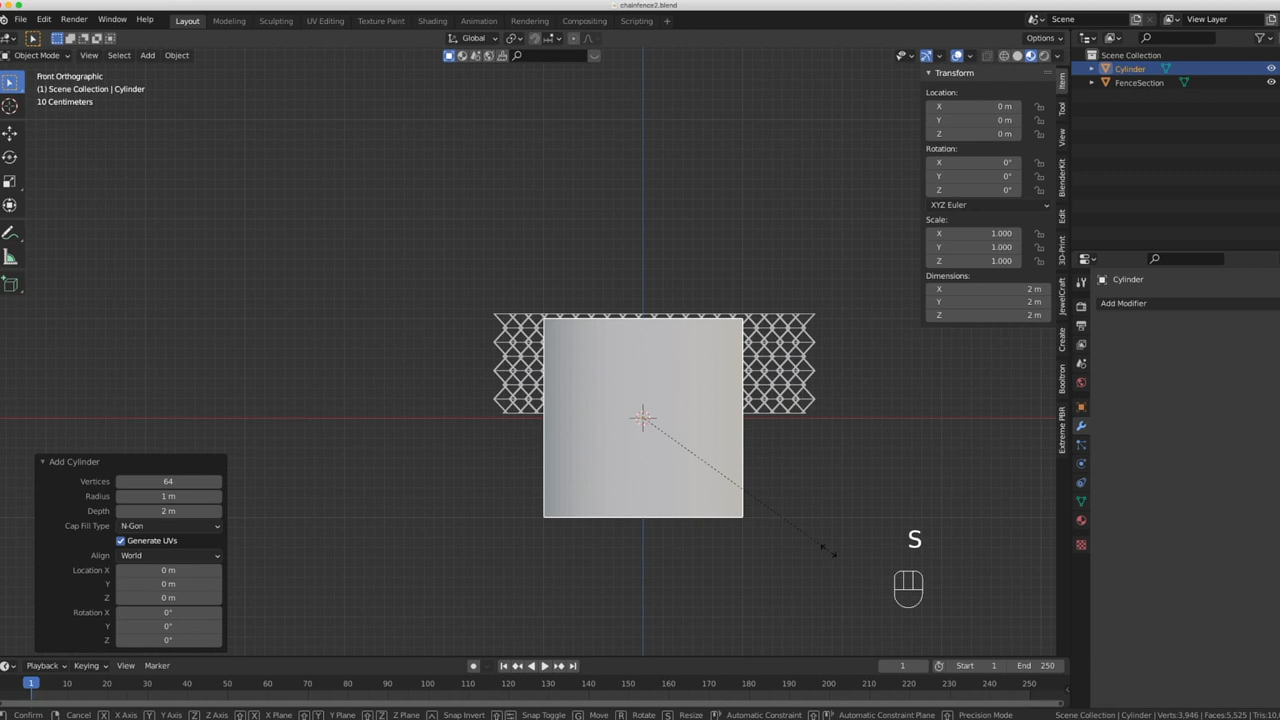 chainfence2.blend
File Edit Render Window Help Layout Modeling Sculpting UV Editing Texture Paint Shading Animation Rendering Compositing Scripting + Scene View Layer
Global Options
Object Mode View Select Add Object
Front Orthographic
(1) Scene Collection | Cylinder
10 Centimeters
Transform
Location:
X 0 m
Y 0 m
Z 0 m
Rotation:
X 0°
Y 0°
Z 0°
XYZ Euler
Scale:
X 1.000
Y 1.000
Z 1.000
Dimensions:
X 2 m
Y 2 m
Z 2 m
Item
Tool
View
BlenderKit
Edit
3D-Print
JewelCraft
Create
Booltron
Extreme PBR
Scene Collection
Cylinder
FenceSection
Cylinder
Add Modifier
Add Cylinder
Vertices 64
Radius 1 m
Depth 2 m
Cap Fill Type N-Gon
Generate UVs
Align World
Location X 0 m
Y 0 m
Z 0 m
Rotation X 0°
Y 0°
Z 0°
S
Playback Keying View Marker 1 Start 1 End 250
1 10 20 30 40 50 60 70 80 90 100 110 120 130 140 150 160 170 180 190 200 210 220 230 240 250
Confirm Cancel X X Axis Y Y Axis Z Z Axis X X Plane Y Y Plane Z Z Plane Snap Invert Snap Toggle G Move R Rotate S Resize Automatic Constraint Automatic Constraint Plane Precision Mode Scene Collection | Cylinder | Verts:3,946 | Faces:5,525 | Tris:10